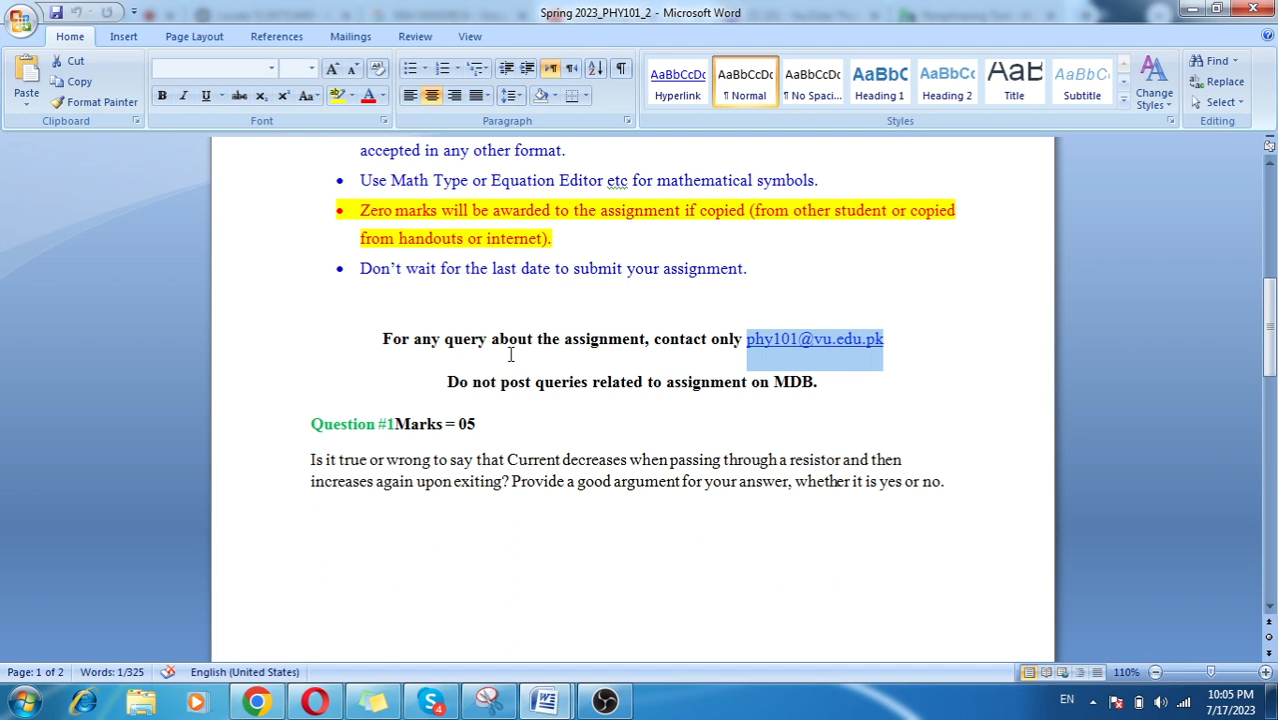 Spring 2023_PHY101_2 - Microsoft Word
Home Insert Page Layout References Mailings Review View
Paste
Cut
Copy
Format Painter
Clipboard
Font
Paragraph
AaBbCcDc AaBbCcDc AaBbCcDc AaBbC AaBbCc AaB AaBbCc.
Hyperlink ¶ Normal ¶ No Spaci... Heading 1 Heading 2 Title Subtitle
Change Styles
Styles
Find
Replace
Select
Editing
accepted in any other format.
• Use Math Type or Equation Editor etc for mathematical symbols.
• Zero marks will be awarded to the assignment if copied (from other student or copied
from handouts or internet).
• Don’t wait for the last date to submit your assignment.
For any query about the assignment, contact only phy101@vu.edu.pk
Do not post queries related to assignment on MDB.
Question #1Marks = 05
Is it true or wrong to say that Current decreases when passing through a resistor and then
increases again upon exiting? Provide a good argument for your answer, whether it is yes or no.
Page: 1 of 2 Words: 1/325 English (United States) 110%
EN 10:05 PM
7/17/2023